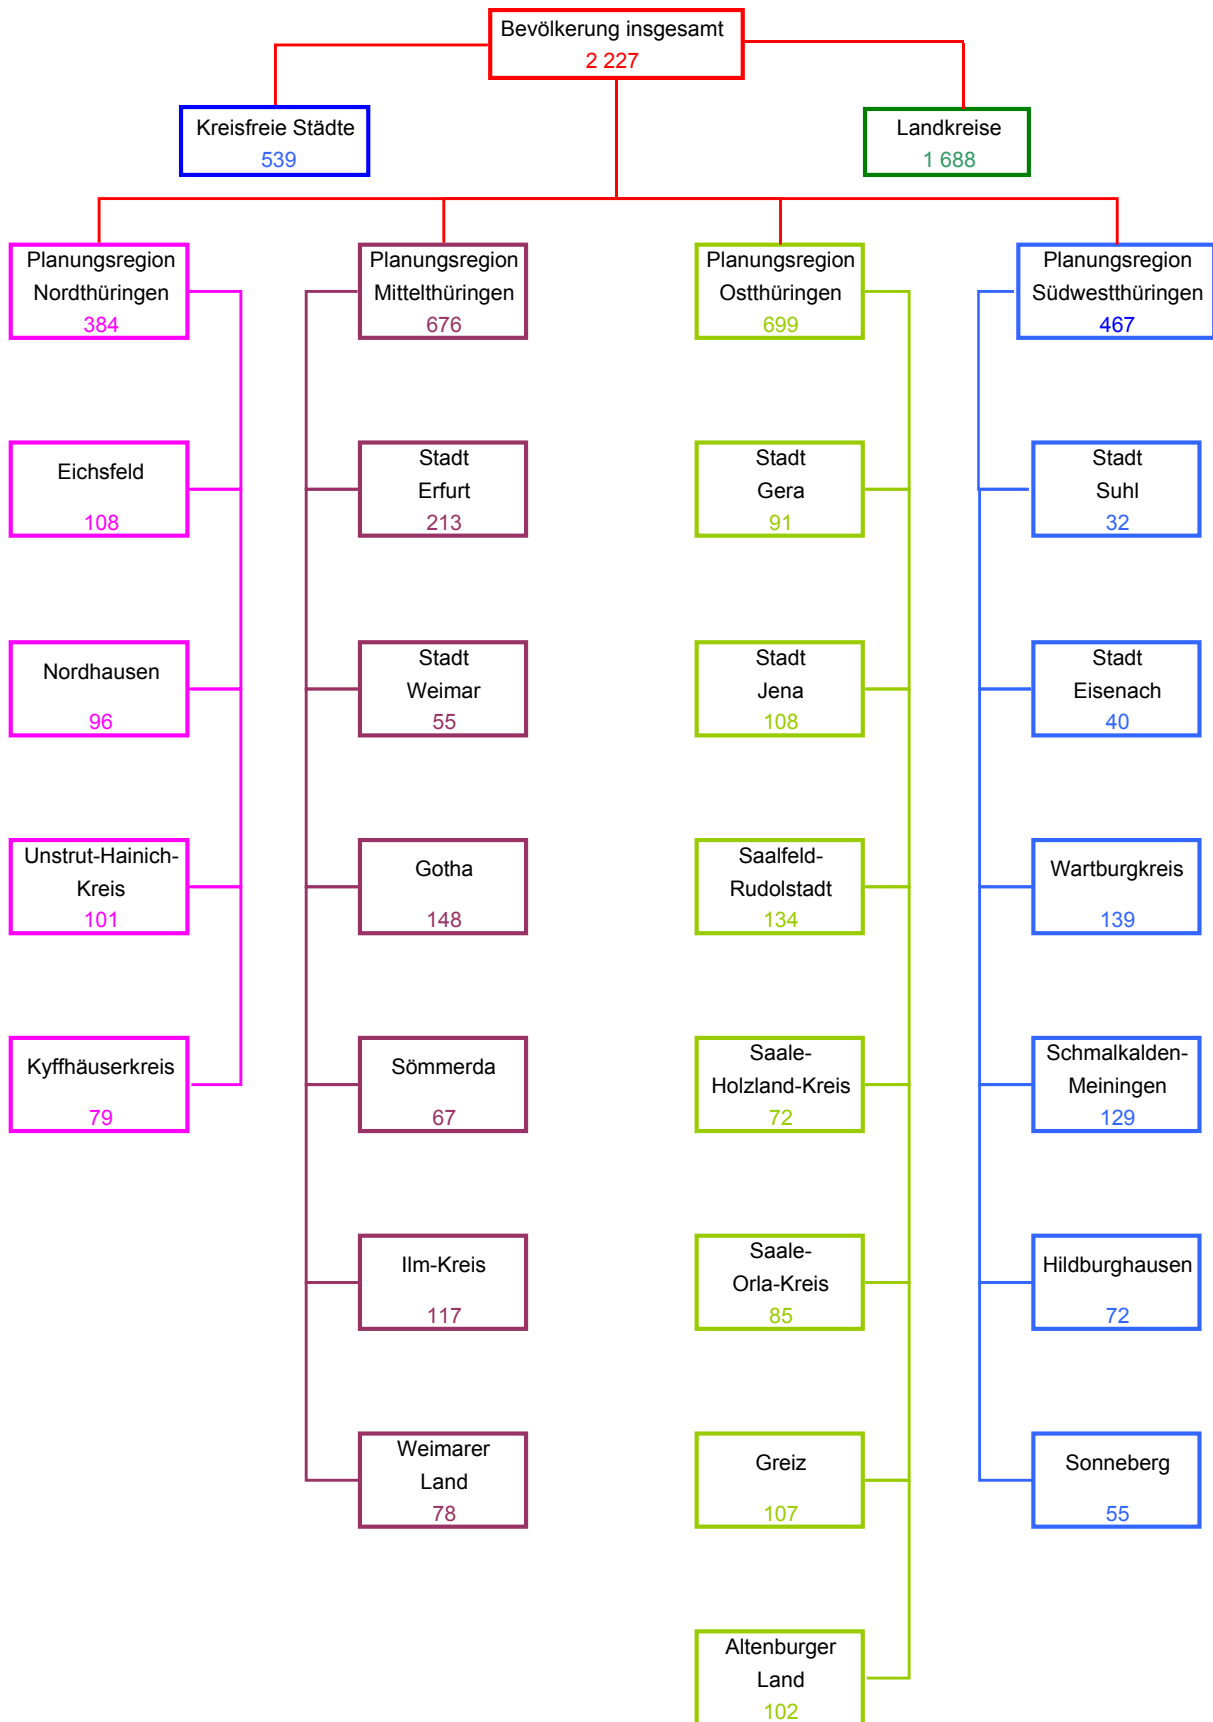 Bevölkerung insgesamt
2 227
Kreisfreie Städte
539
Landkreise
1 688
Planungsregion
Nordthüringen
384
Planungsregion
Mittelthüringen
676
Planungsregion
Ostthüringen
699
Planungsregion
Südwestthüringen
467
Eichsfeld
108
Stadt
Erfurt
213
Stadt
Gera
91
Stadt
Suhl
32
Nordhausen
96
Stadt
Weimar
55
Stadt
Jena
108
Stadt
Eisenach
40
Unstrut-Hainich-
Kreis
101
Gotha
148
Saalfeld-
Rudolstadt
134
Wartburgkreis
139
Kyffhäuserkreis
79
Sömmerda
67
Saale-
Holzland-Kreis
72
Schmalkalden-
Meiningen
129
Ilm-Kreis
117
Saale-
Orla-Kreis
85
Hildburghausen
72
Weimarer
Land
78
Greiz
107
Sonneberg
55
Altenburger
Land
102